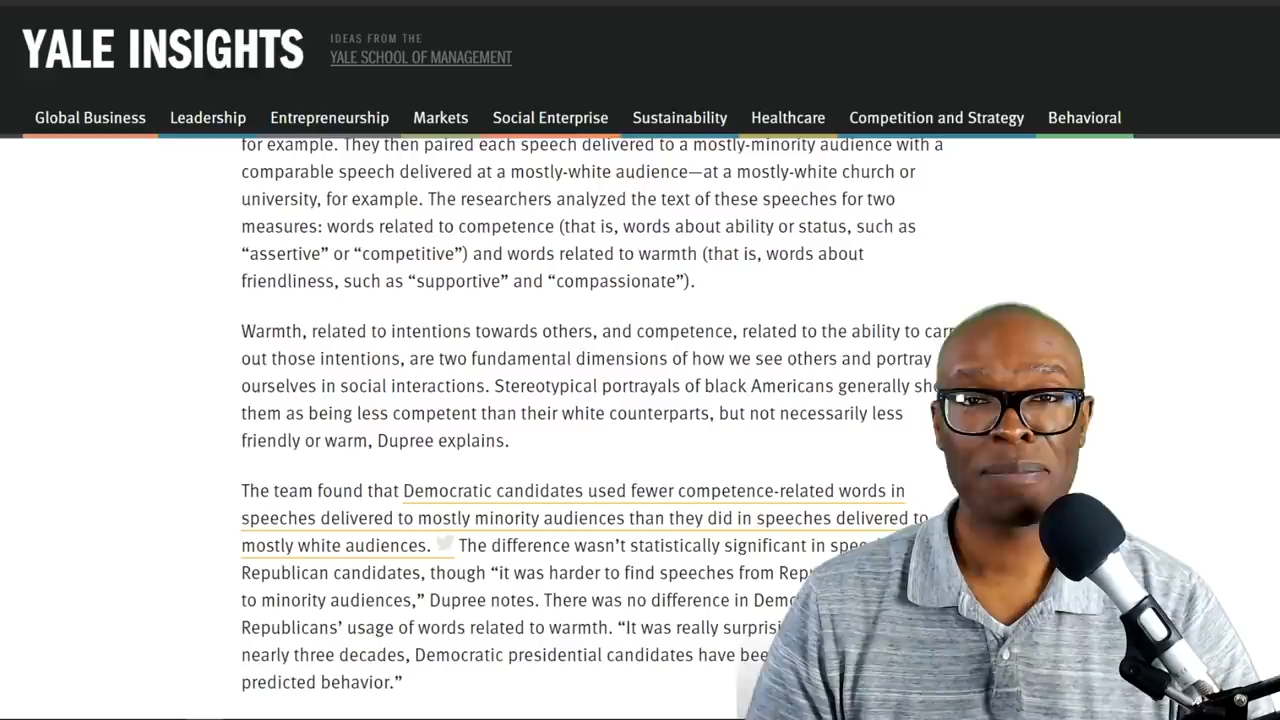 YALE INSIGHTS
IDEAS FROM THE
YALE SCHOOL OF MANAGEMENT
Global Business Leadership Entrepreneurship Markets Social Enterprise Sustainability Healthcare Competition and Strategy Behavioral
for example. They then paired each speech delivered to a mostly-minority audience with a
comparable speech delivered at a mostly-white audience—at a mostly-white church or
university, for example. The researchers analyzed the text of these speeches for two
measures: words related to competence (that is, words about ability or status, such as
“assertive” or “competitive”) and words related to warmth (that is, words about
friendliness, such as “supportive” and “compassionate”).
Warmth, related to intentions towards others, and competence, related to the ability to
out those intentions, are two fundamental dimensions of how we see others and portray
ourselves in social interactions. Stereotypical portrayals of black Americans generally
them as being less competent than their white counterparts, but not necessarily less
friendly or warm, Dupree explains.
The team found that Democratic candidates used fewer competence-related words in
speeches delivered to mostly minority audiences than they did in speeches delivered to
mostly white audiences. The difference wasn’t statistically significant in
Republican candidates, though “it was harder to find speeches from
to minority audiences,” Dupree notes. There was no difference in
Republicans’ usage of words related to warmth. “It was really
nearly three decades, Democratic presidential candidates have
predicted behavior.”